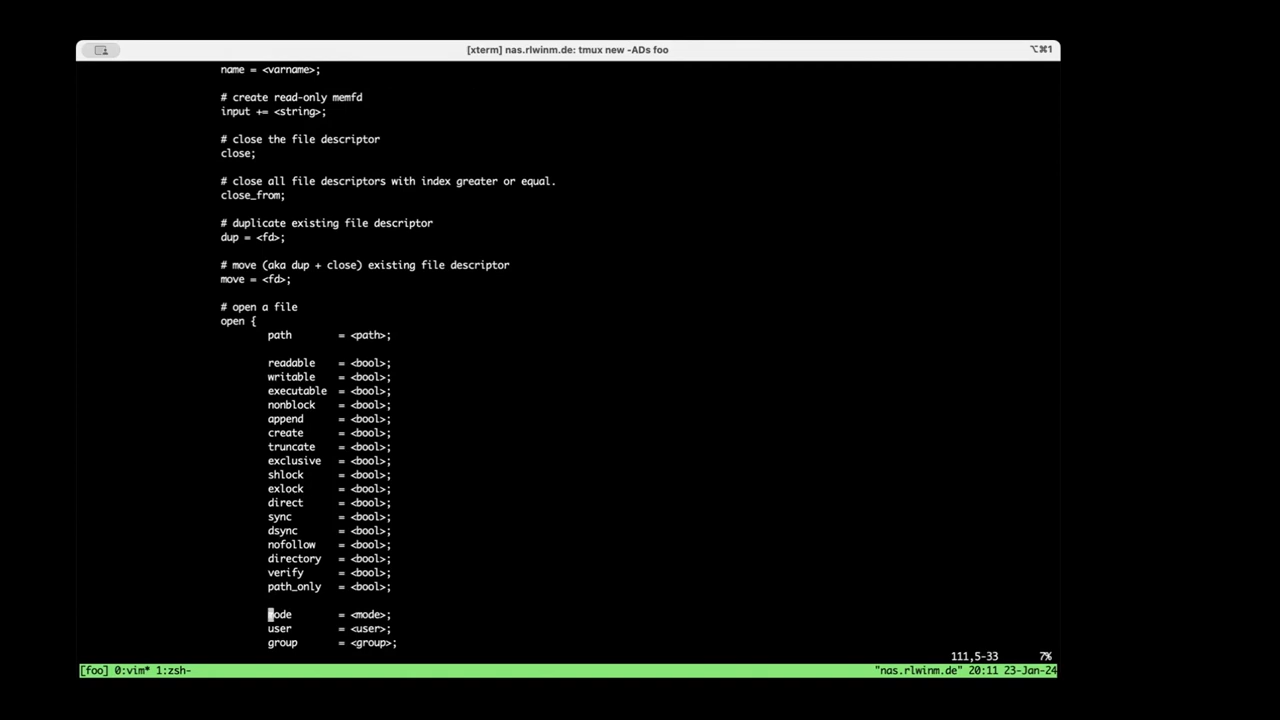 [xterm] nas.rlwinm.de: tmux new -ADs foo
⌥⌘1
name = <varname>;
# create read-only memfd
input += <string>;
# close the file descriptor
close;
# close all file descriptors with index greater or equal.
close_from;
# duplicate existing file descriptor
dup = <fd>;
# move (aka dup + close) existing file descriptor
move = <fd>;
# open a file
open {
path = <path>;
readable = <bool>;
writable = <bool>;
executable = <bool>;
nonblock = <bool>;
append = <bool>;
create = <bool>;
truncate = <bool>;
exclusive = <bool>;
shlock = <bool>;
exlock = <bool>;
direct = <bool>;
sync = <bool>;
dsync = <bool>;
nofollow = <bool>;
directory = <bool>;
verify = <bool>;
path_only = <bool>;
mode = <mode>;
user = <user>;
group = <group>;
111,5-33 7%
[foo] 0:vim* 1:zsh- "nas.rlwinm.de" 20:11 23-Jan-24